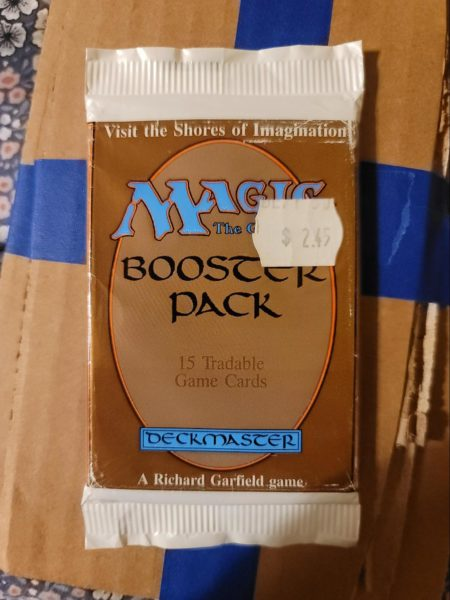 Visit the Shores of Imagination
MAGIC
The
$ 2.45
BOOSTER
PACK
15 Tradable
Game Cards
DECKMASTER
A Richard Garfield game